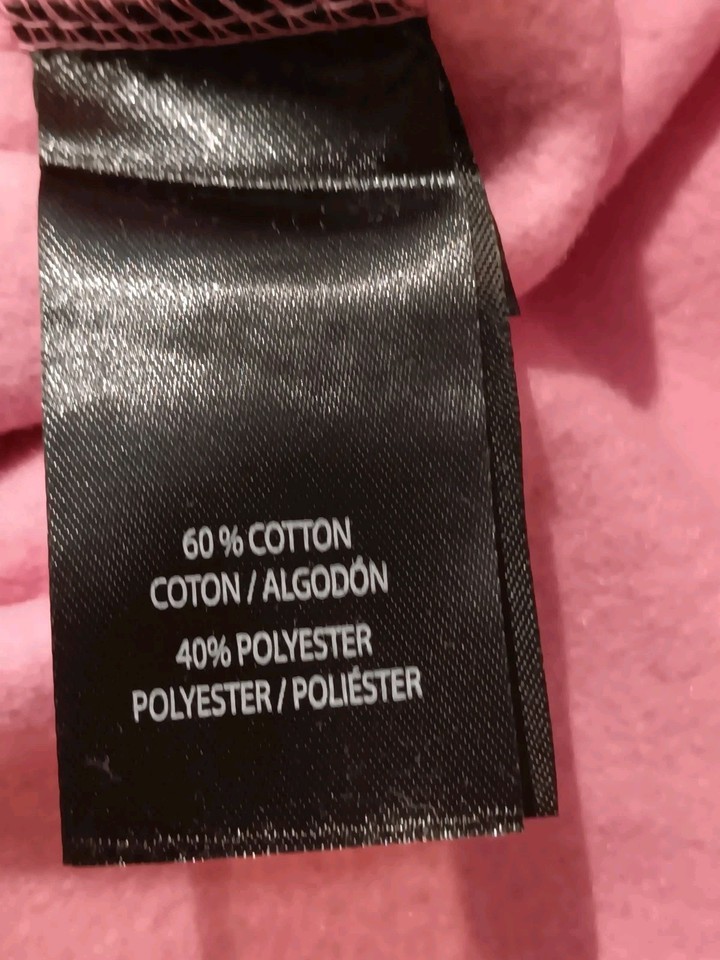 60 % COTTON
COTON / ALGODÓN
40% POLYESTER
POLYESTER / POLIÉSTER